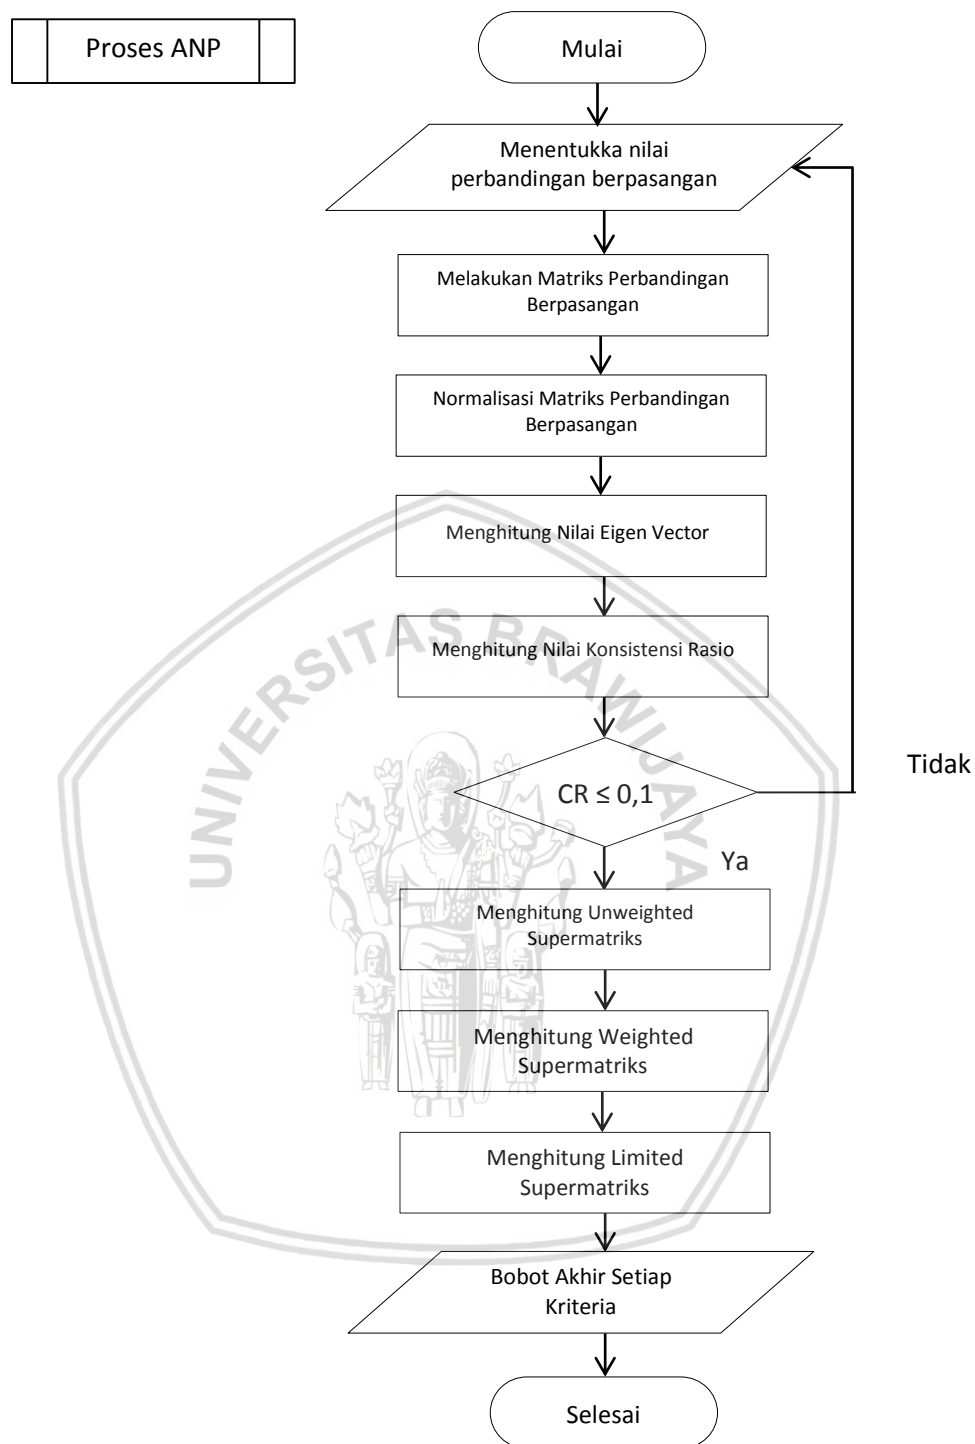 Proses ANP
Mulai
Menentukka nilai
perbandingan berpasangan
Melakukan Matriks Perbandingan
Berpasangan
Normalisasi Matriks Perbandingan
Berpasangan
Menghitung Nilai Eigen Vector
Menghitung Nilai Konsistensi Rasio
UNIVERSITAS BRAWIJAYA
CR ≤ 0,1
Tidak
Ya
Menghitung Unweighted
Supermatriks
Menghitung Weighted
Supermatriks
Menghitung Limited
Supermatriks
Bobot Akhir Setiap
Kriteria
Selesai